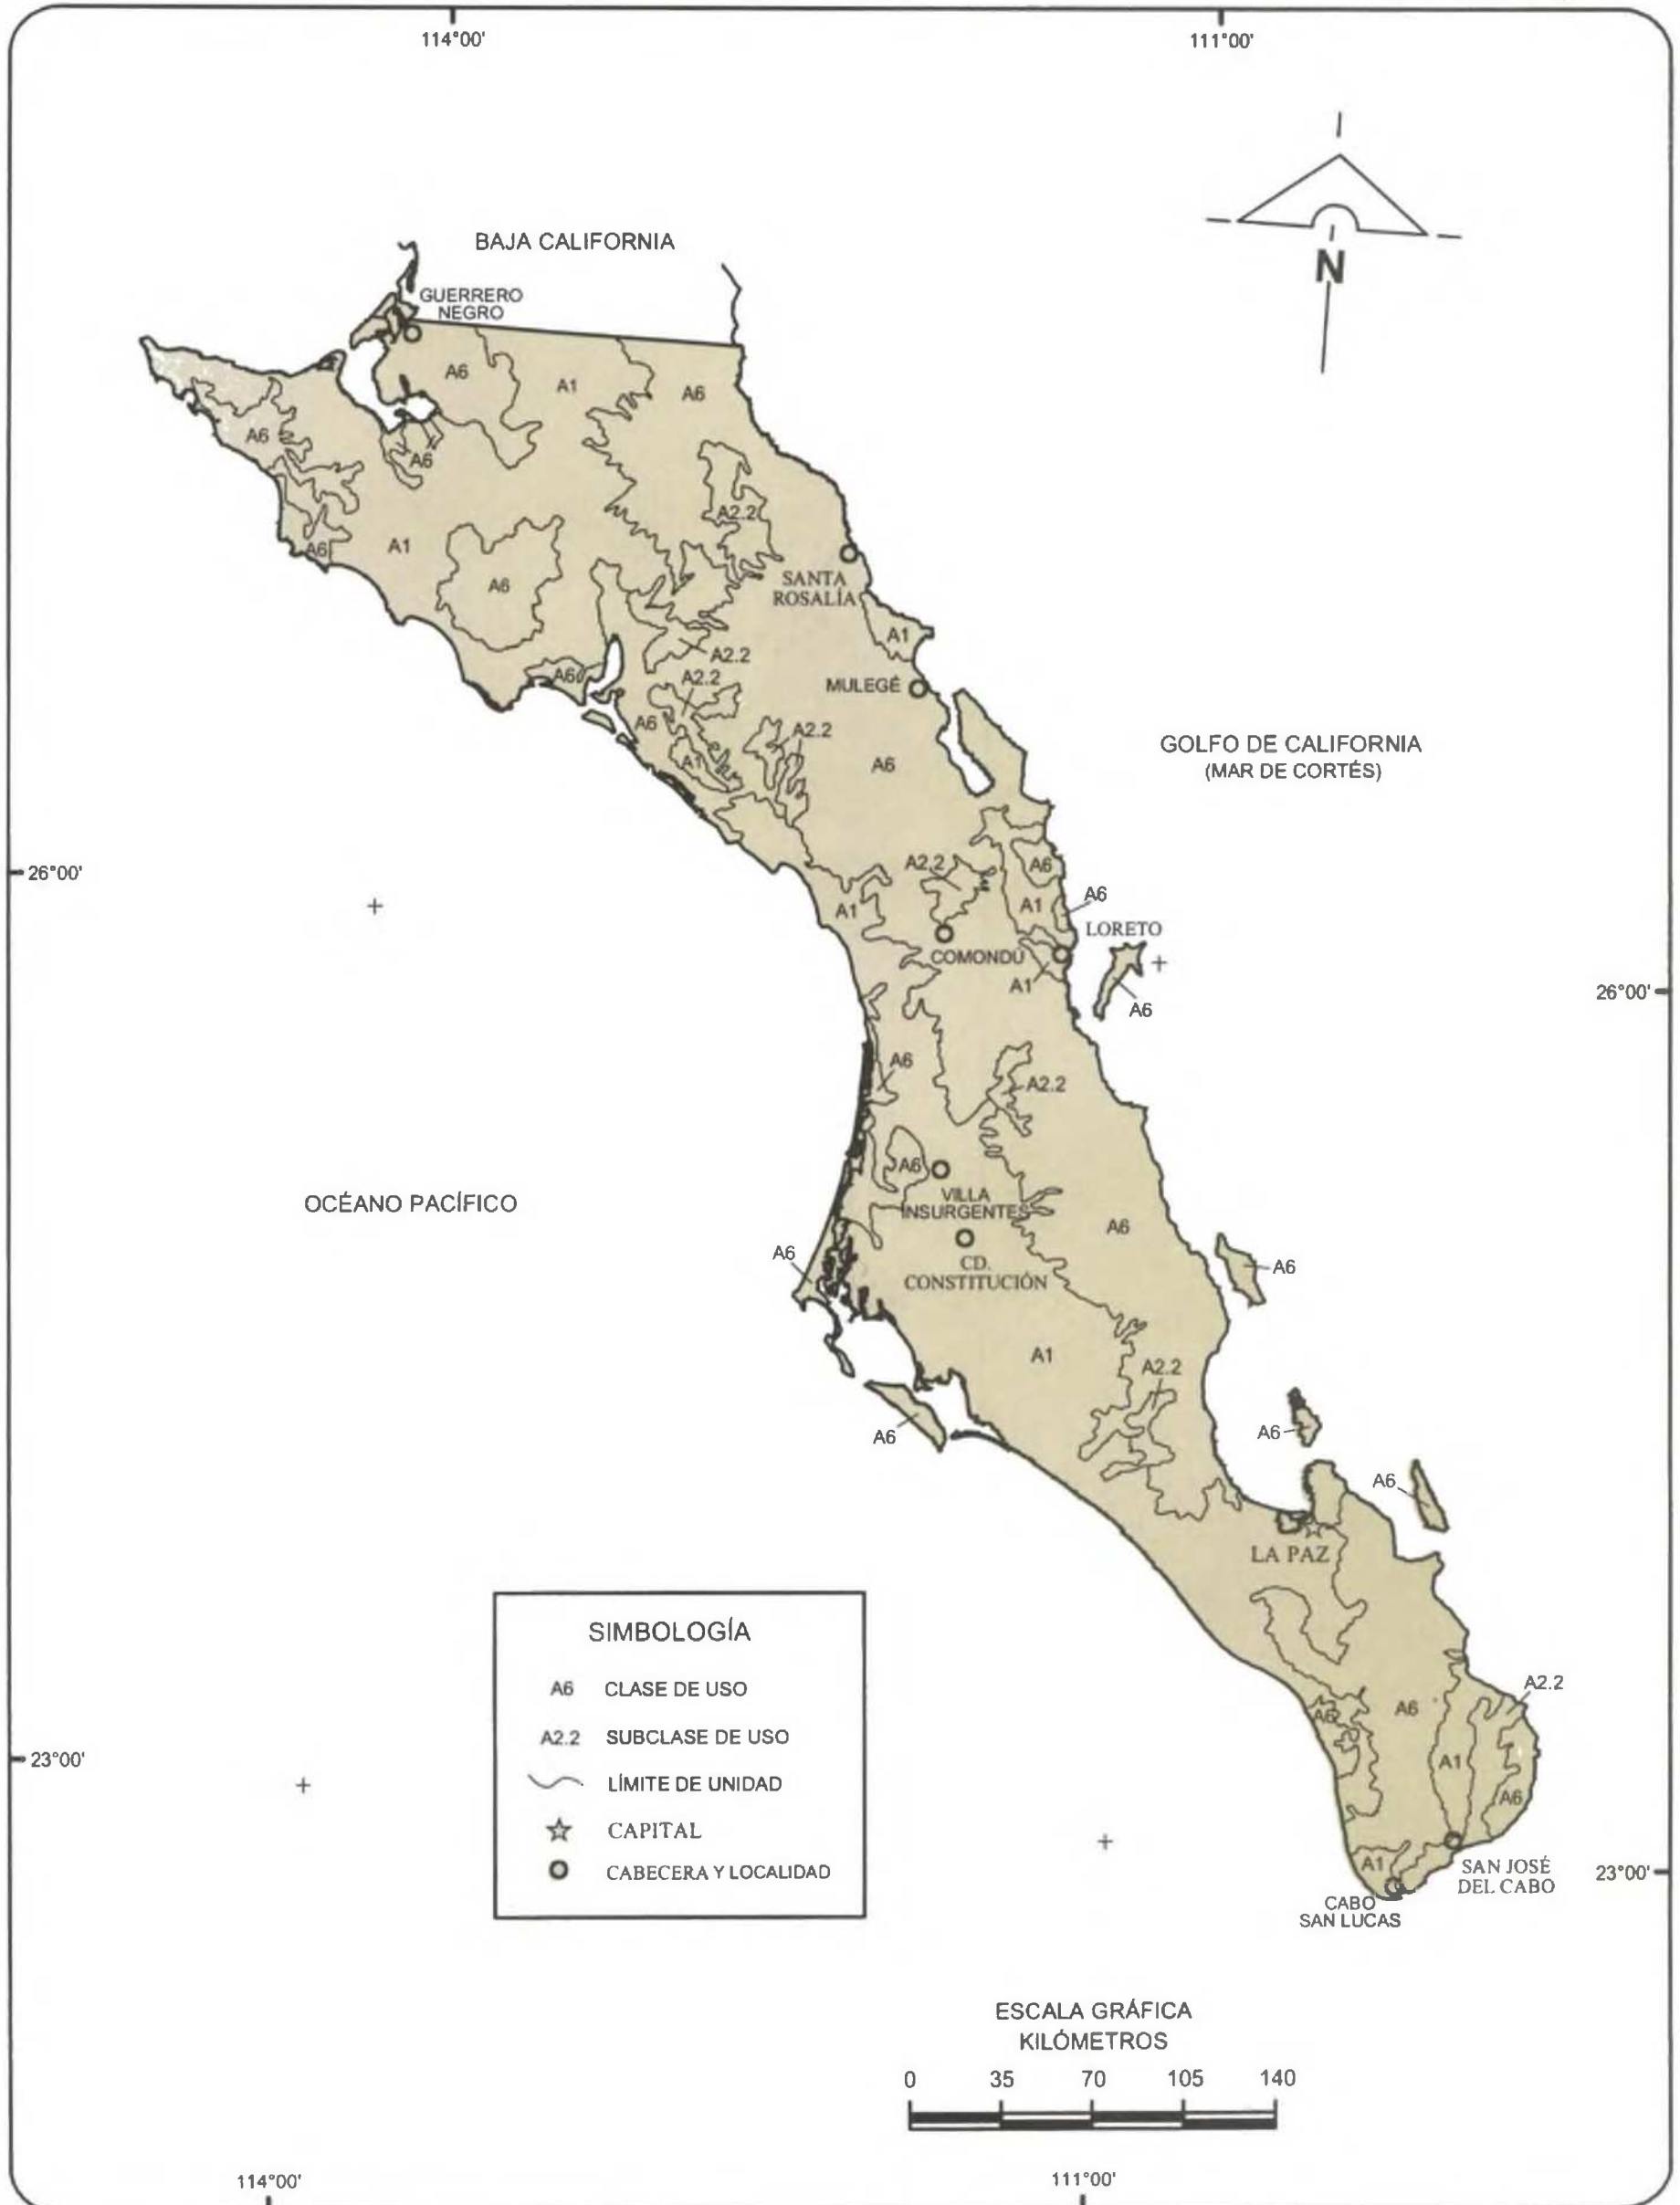 114°00'
111°00'
BAJA CALIFORNIA
N
GUERRERO
NEGRO
A6
A1
A6
A6
A6
A2.2
A6
A1
A6
SANTA
ROSALÍA
A1
A2.2
A6
A2.2
MULEGÉ
A6
A2.2
A1
A6
GOLFO DE CALIFORNIA
(MAR DE CORTÉS)
26°00'
A2.2
A6
A6
A1
A1
LORETO
COMONDÚ
A1
A6
26°00'
A6
A2.2
A6
VILLA
INSURGENTES
OCÉANO PACÍFICO
A6
A6
A6
CD.
CONSTITUCIÓN
A1
A2.2
A6
A6
A6
LA PAZ
A2.2
A6
A6
A1
A6
23°00'
A1
SAN JOSÉ
DEL CABO
23°00'
CABO
SAN LUCAS
SIMBOLOGÍA
A6 CLASE DE USO
A2.2 SUBCLASE DE USO
LÍMITE DE UNIDAD
CAPITAL
CABECERA Y LOCALIDAD
ESCALA GRÁFICA
KILÓMETROS
0 35 70 105 140
114°00'
111°00'